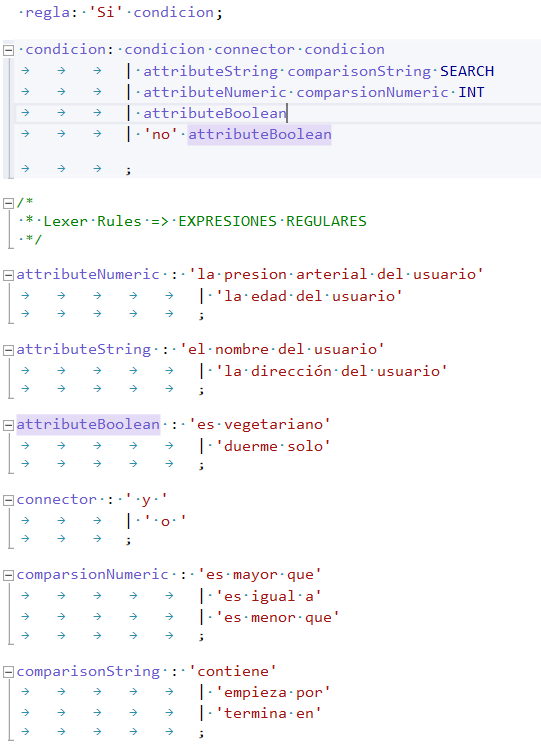 regla: 'Si' condicion;
condicion: condicion connector condicion
| attributeString comparisonString SEARCH
| attributeNumeric comparsionNumeric INT
| attributeBoolean
| 'no' attributeBoolean
;
/*
* Lexer Rules => EXPRESIONES REGULARES
*/
attributeNumeric : 'la presion arterial del usuario'
| 'la edad del usuario'
;
attributeString : 'el nombre del usuario'
| 'la dirección del usuario'
;
attributeBoolean : 'es vegetariano'
| 'duerme solo'
;
connector : ' y '
| ' o '
;
comparsionNumeric : 'es mayor que'
| 'es igual a'
| 'es menor que'
;
comparisonString : 'contiene'
| 'empieza por'
| 'termina en'
;